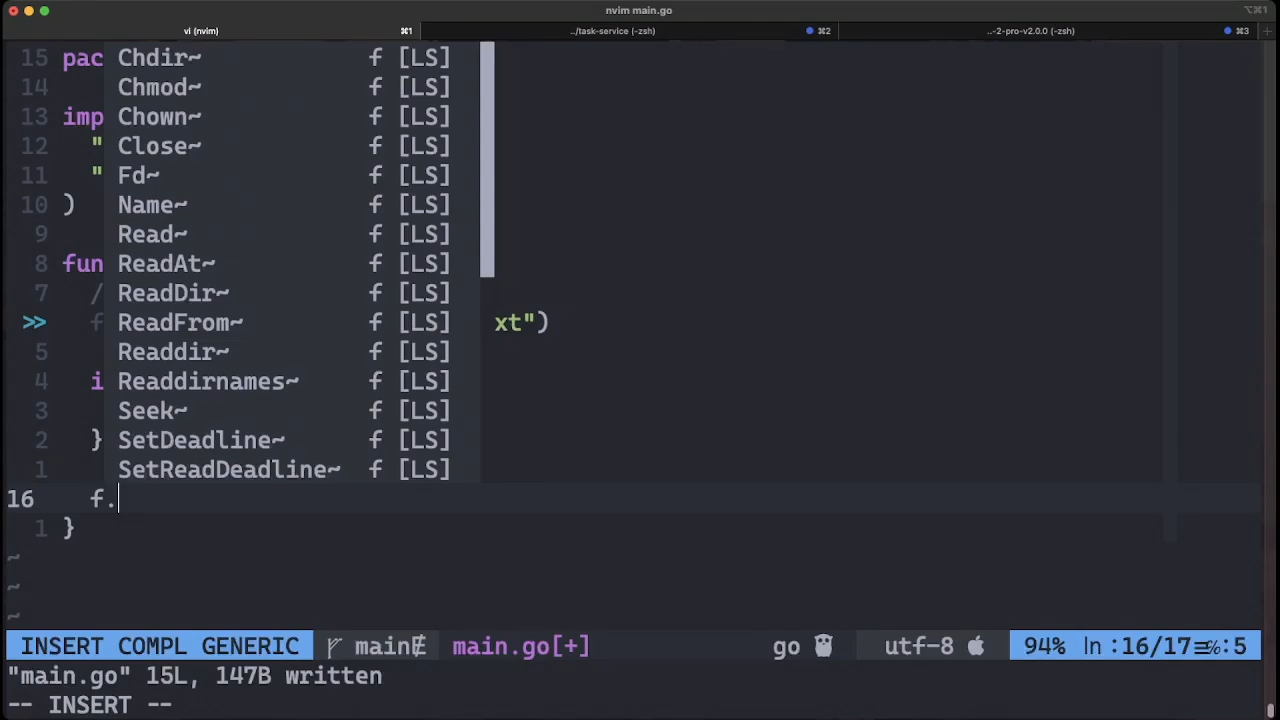 nvim main.go
⌥⌘1
vi (nvim) ⌘1 ../task-service (-zsh) ⌘2 ..-2-pro-v2.0.0 (-zsh) ⌘3 +
15 pac Chdir~ f [LS]
14 Chmod~ f [LS]
13 imp Chown~ f [LS]
12 " Close~ f [LS]
11 " Fd~ f [LS]
10 ) Name~ f [LS]
9 Read~ f [LS]
8 fun ReadAt~ f [LS]
7 / ReadDir~ f [LS]
>> f ReadFrom~ f [LS] xt")
5 Readdir~ f [LS]
4 i Readdirnames~ f [LS]
3 Seek~ f [LS]
2 } SetDeadline~ f [LS]
1 SetReadDeadline~ f [LS]
16 f.
1 }
~
~
~
INSERT COMPL GENERIC main main.go[+] go utf-8 94% ln :16/17☰℅:5
"main.go" 15L, 147B written
-- INSERT --